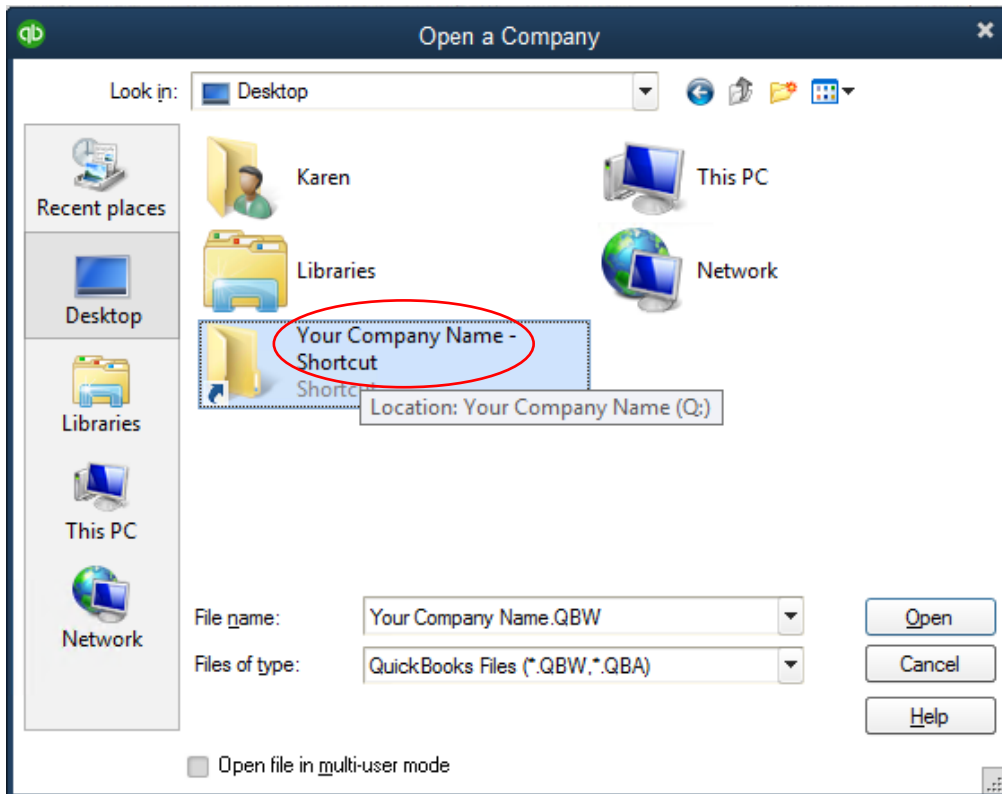 qb
Open a Company
Look in:
Desktop
Recent places
Desktop
Libraries
This PC
Network
Karen
This PC
Libraries
Network
Your Company Name -
Shortcut
Shortcut
Location: Your Company Name (Q:)
File name:
Your Company Name.QBW
Open
Files of type:
QuickBooks Files (*.QBW,*.QBA)
Cancel
Help
Open file in multi-user mode